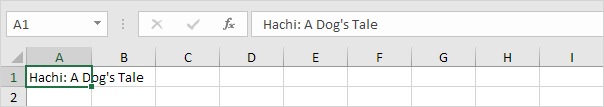 A1 fx Hachi: A Dog's Tale
A B C D E F G H I
1 Hachi: A Dog's Tale
2